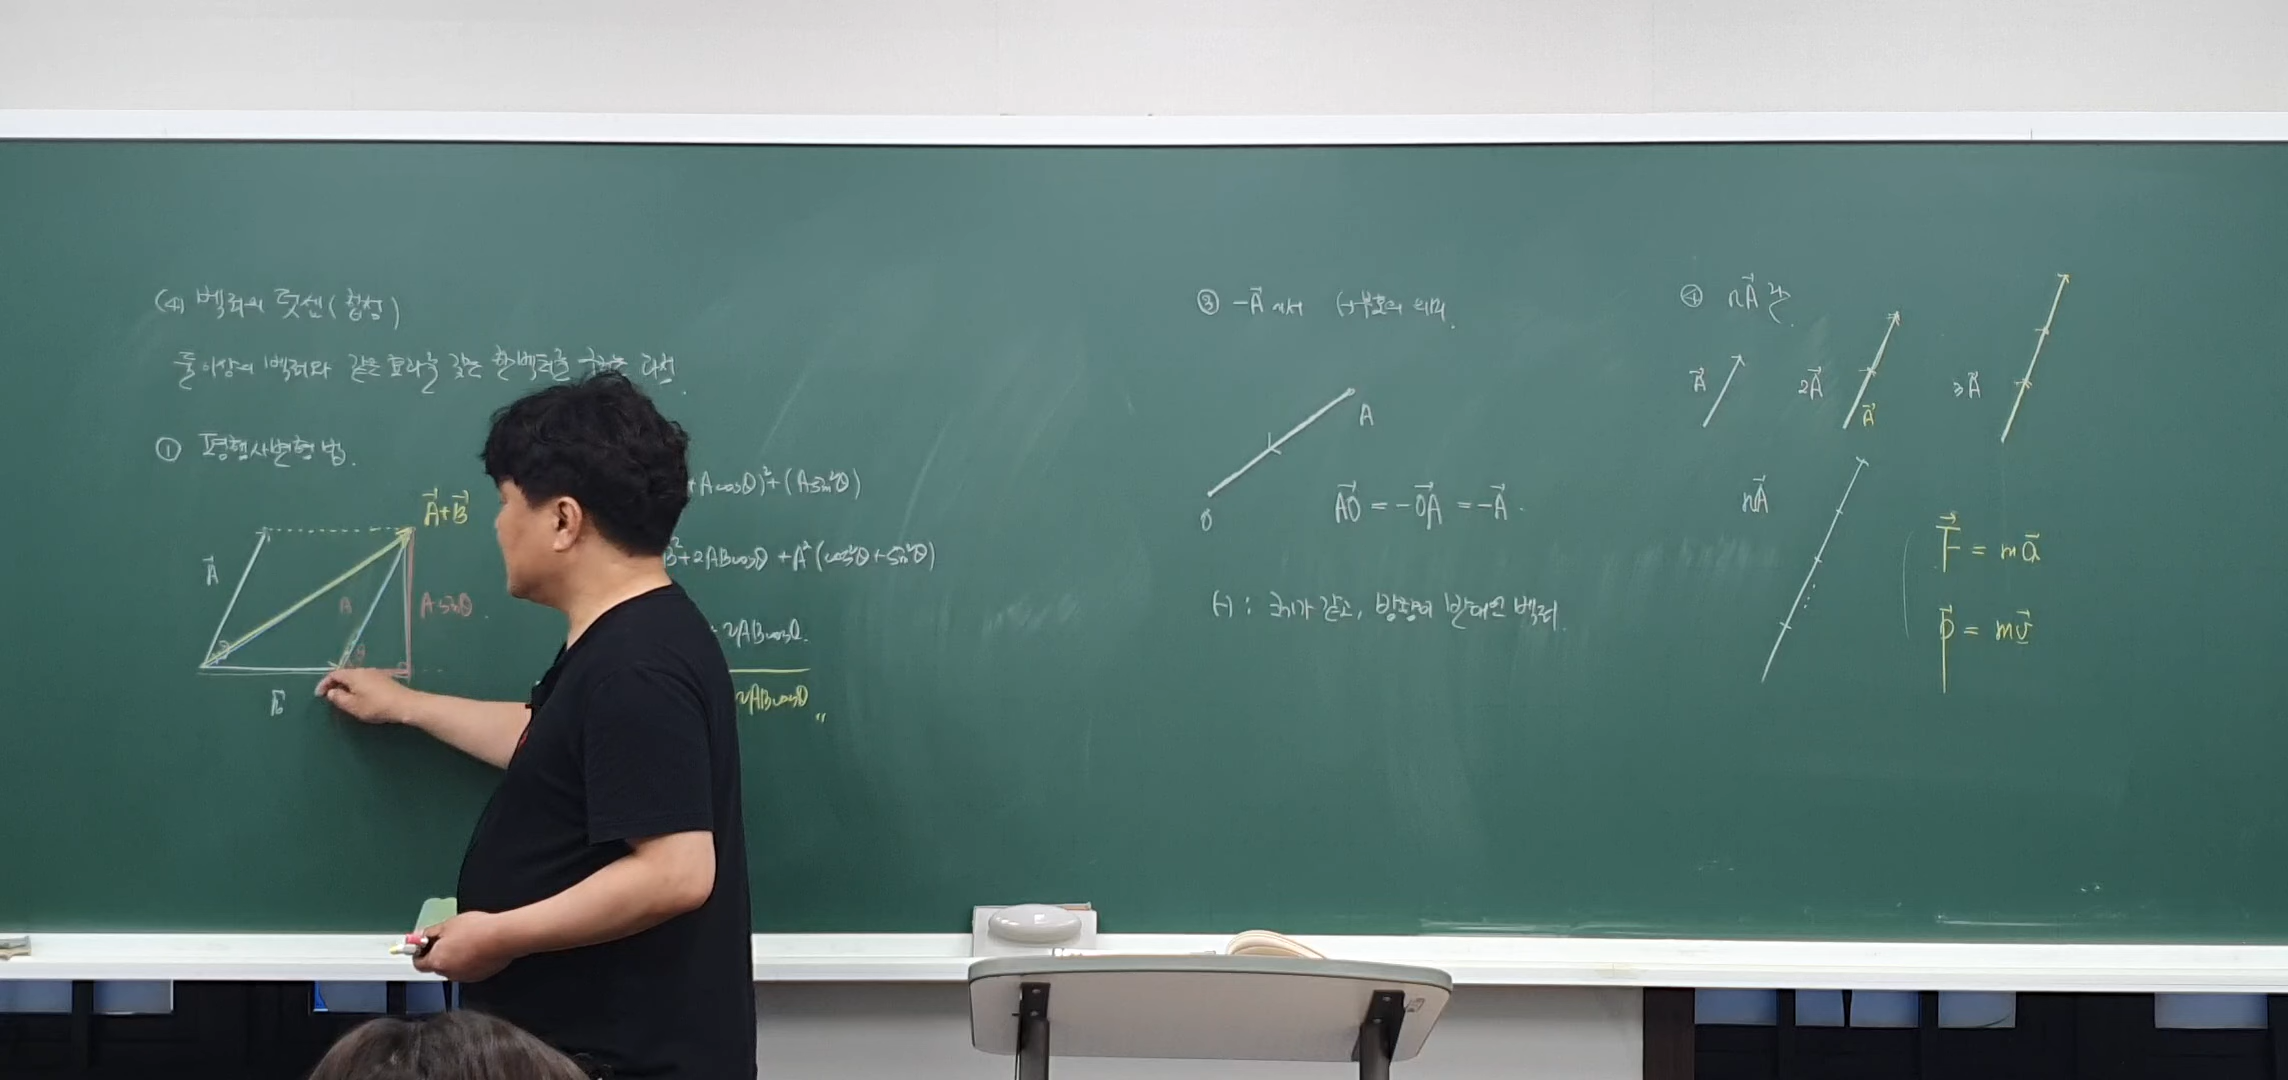 (4) 벡터의 덧셈 (합성)
둘 이상의 벡터와 같은 효과를 갖는 한 벡터를 구하는 과정.
① 평행사변형법.
A⃗+B⃗
A⃗
A
A sinθ
θ
+A cosθ)²+(A sinθ)²
B²+2ABcosθ +A²(cos²θ+sin²θ)
2ABcosθ.
2ABcosθ 〃
③ -A⃗ 에서 (-)부호의 의미.
A
O
AO⃗ = -OA⃗ = -A⃗ .
(-) : 크기가 같고, 방향이 반대인 벡터.
④ nA⃗ 란.
A⃗
2A⃗
A⃗
3A⃗
nA⃗
F⃗ = ma⃗
p⃗ = mv⃗